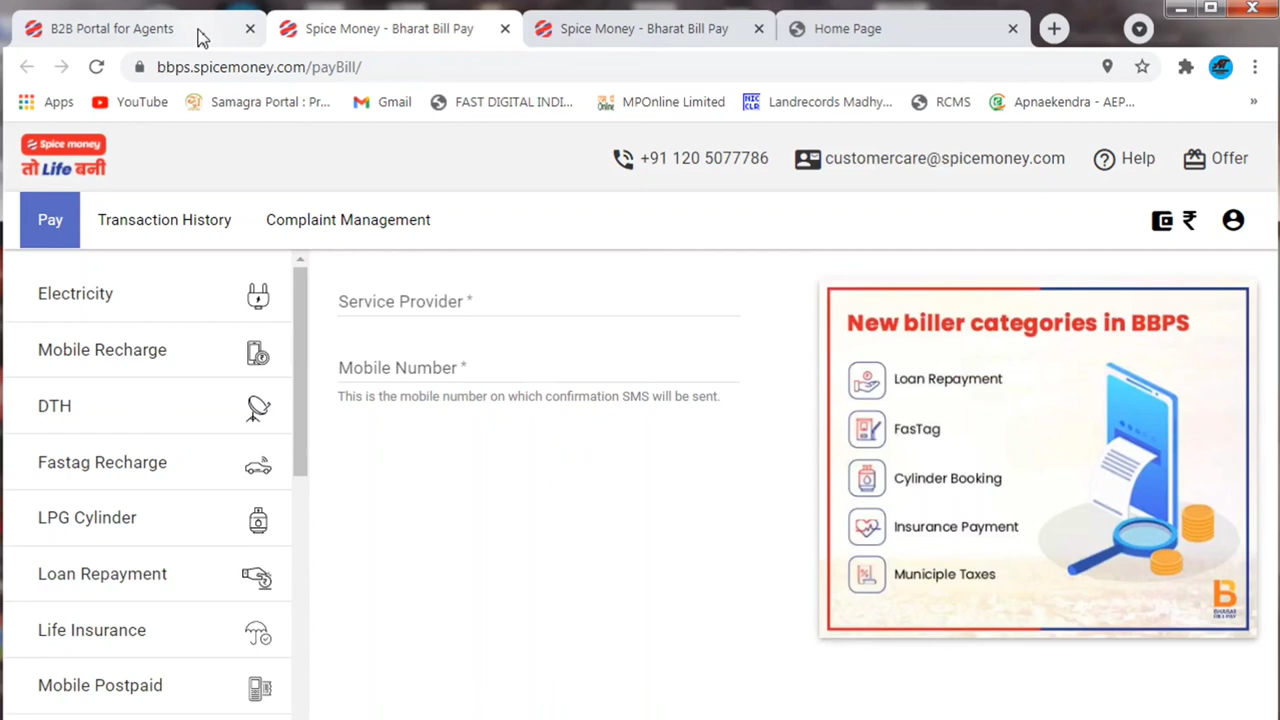 B2B Portal for Agents
Spice Money - Bharat Bill Pay
Spice Money - Bharat Bill Pay
Home Page
bbps.spicemoney.com/payBill/
Apps
YouTube
Samagra Portal : Pr...
Gmail
FAST DIGITAL INDI...
MPOnline Limited
Landrecords Madhy...
RCMS
Apnaekendra - AEP...
»
Spice money
तो Life बनी
+91 120 5077786
customercare@spicemoney.com
Help
Offer
Pay
Transaction History
Complaint Management
₹
Electricity
Mobile Recharge
DTH
Fastag Recharge
LPG Cylinder
Loan Repayment
Life Insurance
Mobile Postpaid
Service Provider *
Mobile Number *
This is the mobile number on which confirmation SMS will be sent.
New biller categories in BBPS
Loan Repayment
FasTag
Cylinder Booking
Insurance Payment
Municiple Taxes
B
BHARAT
BILLPAY